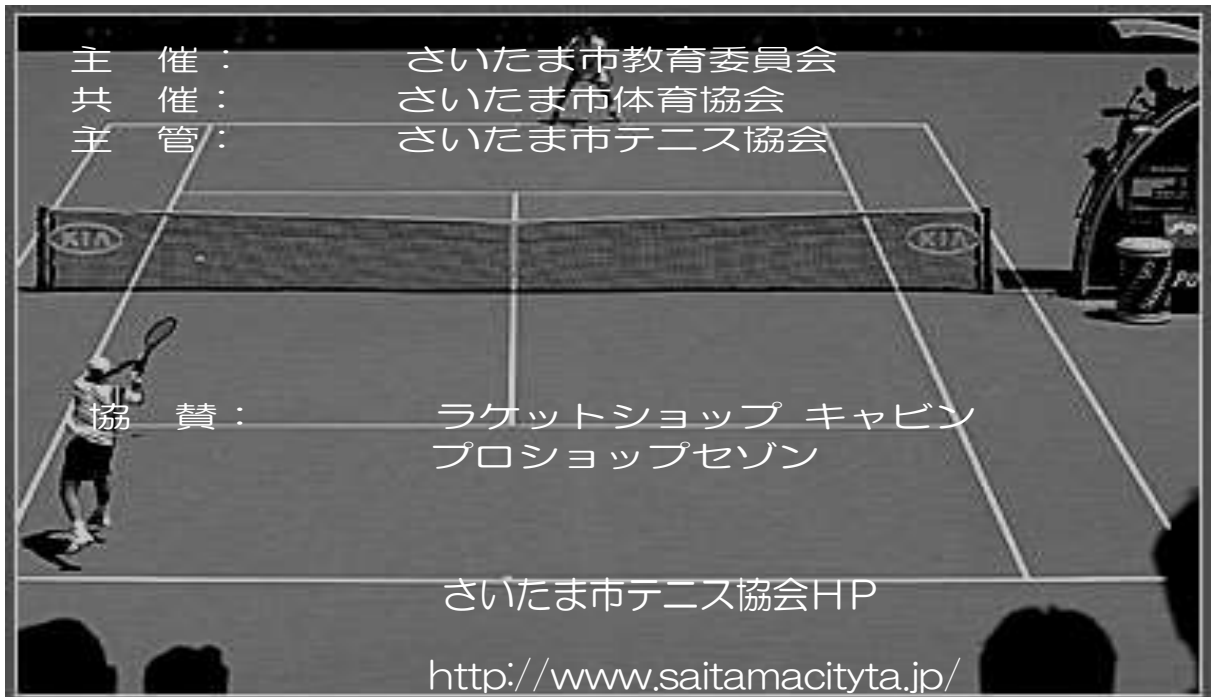 主　催：　さいたま市教育委員会
共　催：　さいたま市体育協会
主　管：　さいたま市テニス協会
KIA KIA
協　賛：　ラケットショップ キャビン
プロショップセゾン
さいたま市テニス協会HP
http://www.saitamacityta.jp/